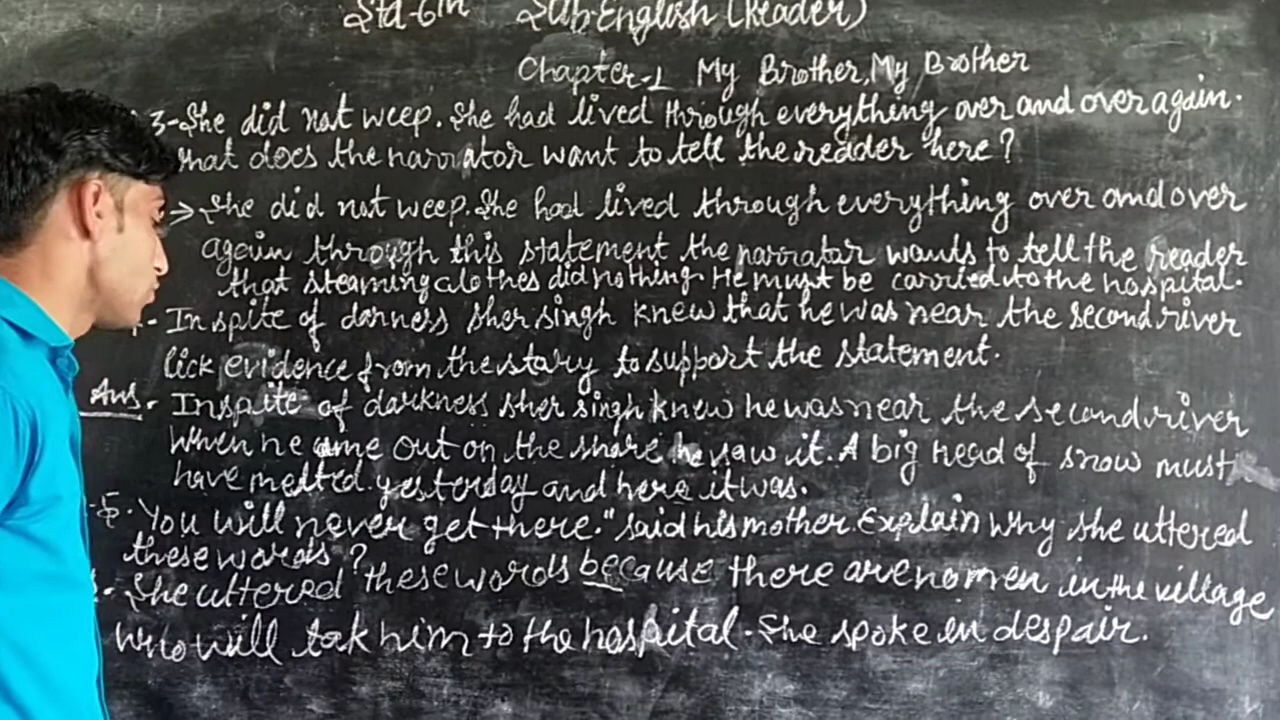 Std-6th Sub-English (Reader)
Chapter-1 My Brother, My Brother
3- She did not weep. She had lived through everything over and over again.
hat does the narrator want to tell the reader here?
→ She did not weep. She had lived through everything over and over
again through this statement the narrator wants to tell the reader
that steaming clothes did nothing. He must be carried to the hospital.
- In spite of darness Sher singh knew that he was near the second river
lick evidence from the story to support the statement.
Ans. Inspite of darkness sher singh knew he was near the second river
When he ame out on the share he saw it. A big head of snow must
have melted yesterday and here it was.
-5. You will never get there." said his mother. Explain why she uttered
these words?
. She uttered these words because there are no men in the village
who will tak him to the hospital. She spoke in despair.